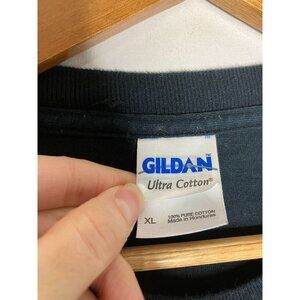 GILDAN
Ultra Cotton®
XL
100% PURE COTTON
Made in Honduras